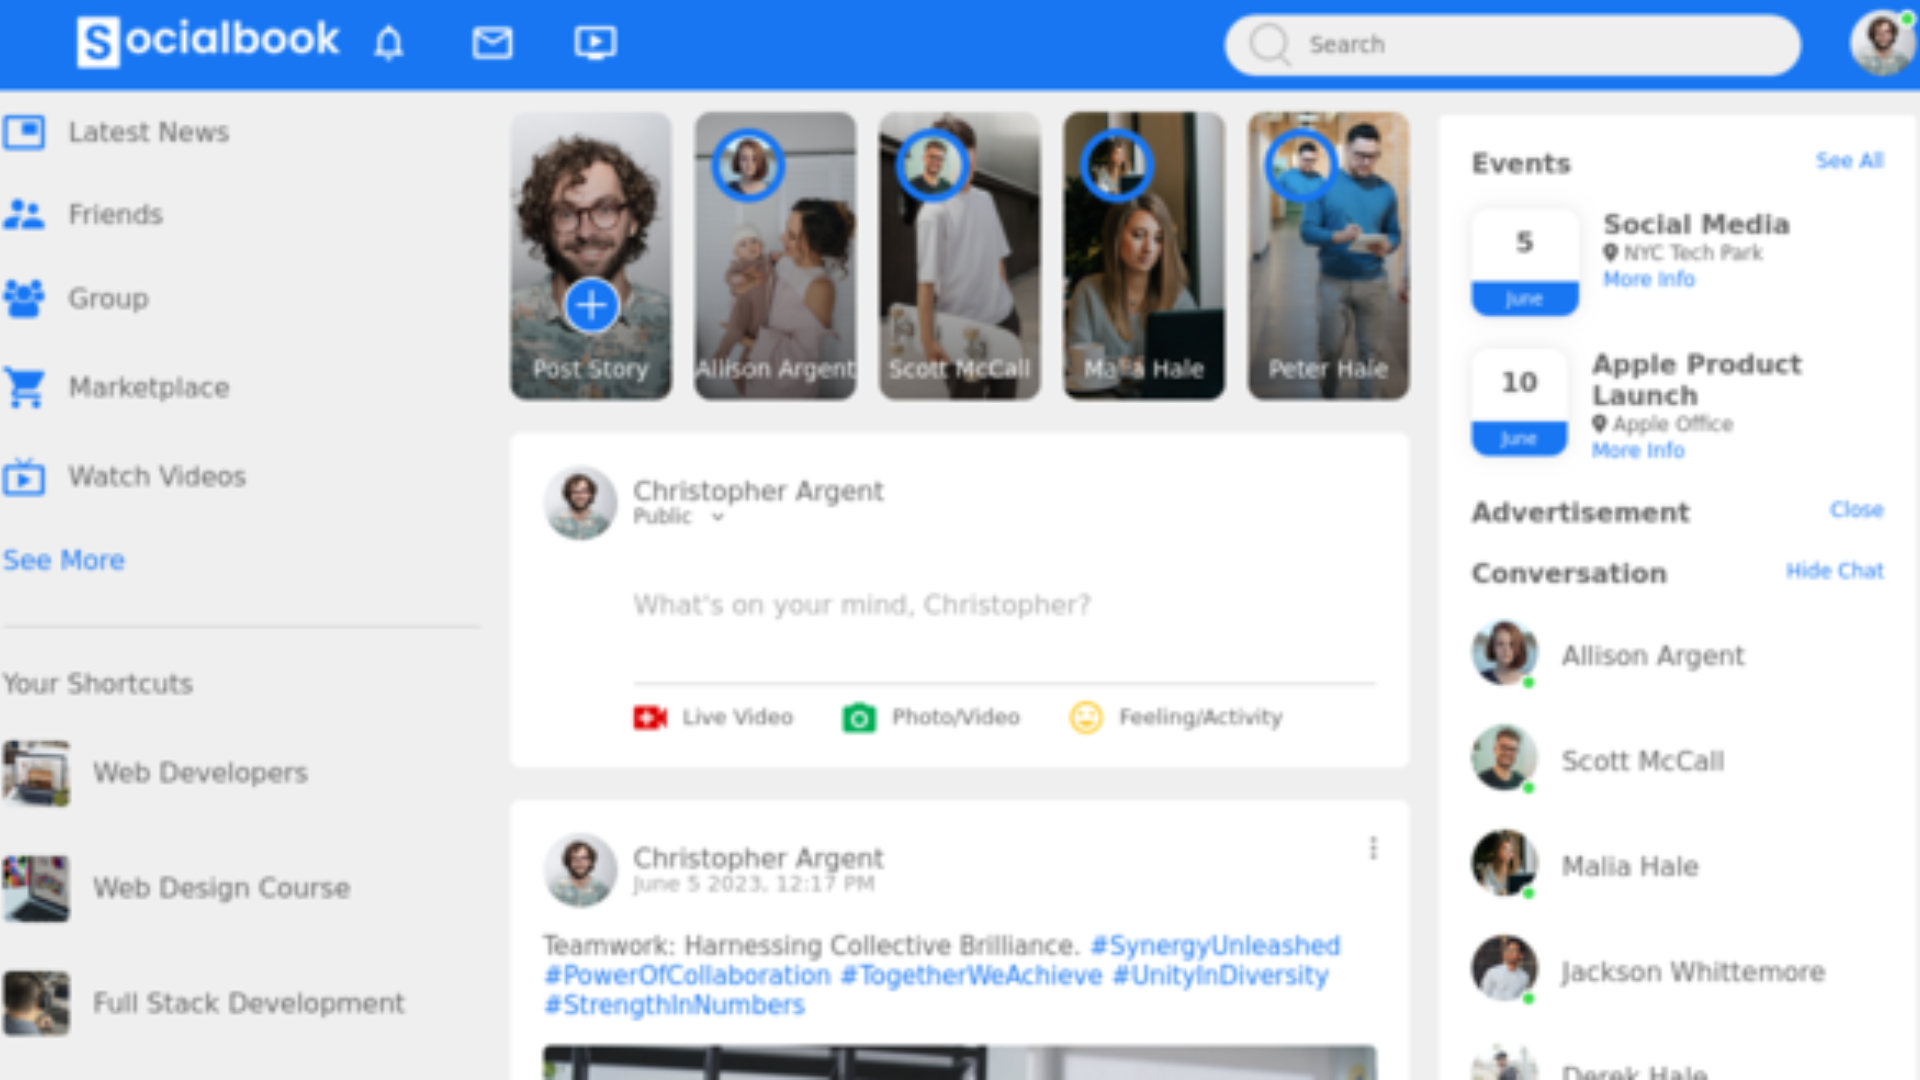 Socialbook
Search
Latest News
Friends
Group
Marketplace
Watch Videos
See More
Your Shortcuts
Web Developers
Web Design Course
Full Stack Development
Post Story
Allison Argent
Scott McCall
Malia Hale
Peter Hale
Christopher Argent
Public
What's on your mind, Christopher?
Live Video
Photo/Video
Feeling/Activity
Christopher Argent
June 5 2023, 12:17 PM
Teamwork: Harnessing Collective Brilliance. #SynergyUnleashed
#PowerOfCollaboration #TogetherWeAchieve #UnityInDiversity
#StrengthInNumbers
Events
See All
5
June
Social Media
NYC Tech Park
More Info
10
June
Apple Product
Launch
Apple Office
More Info
Advertisement
Close
Conversation
Hide Chat
Allison Argent
Scott McCall
Malia Hale
Jackson Whittemore
Derek Hale